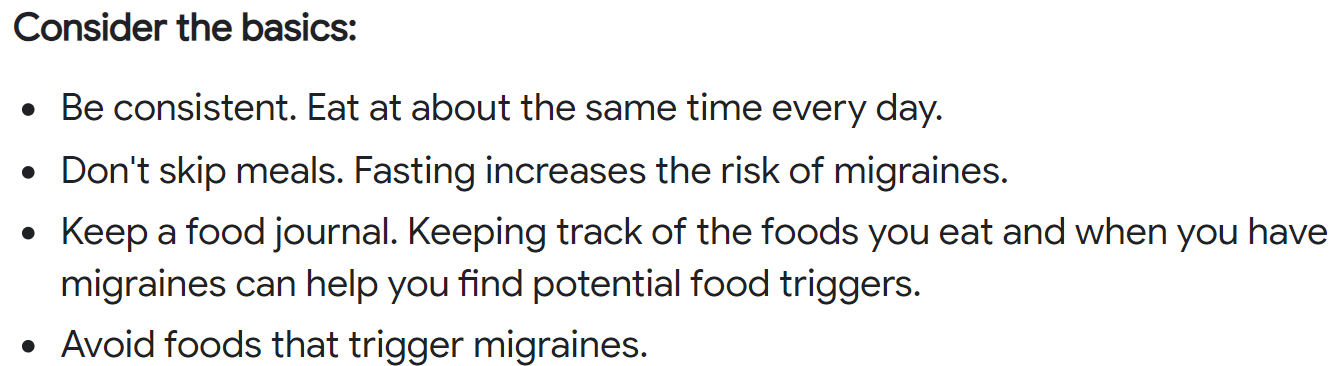 Consider the basics:
• Be consistent. Eat at about the same time every day.
• Don't skip meals. Fasting increases the risk of migraines.
• Keep a food journal. Keeping track of the foods you eat and when you have
migraines can help you find potential food triggers.
• Avoid foods that trigger migraines.